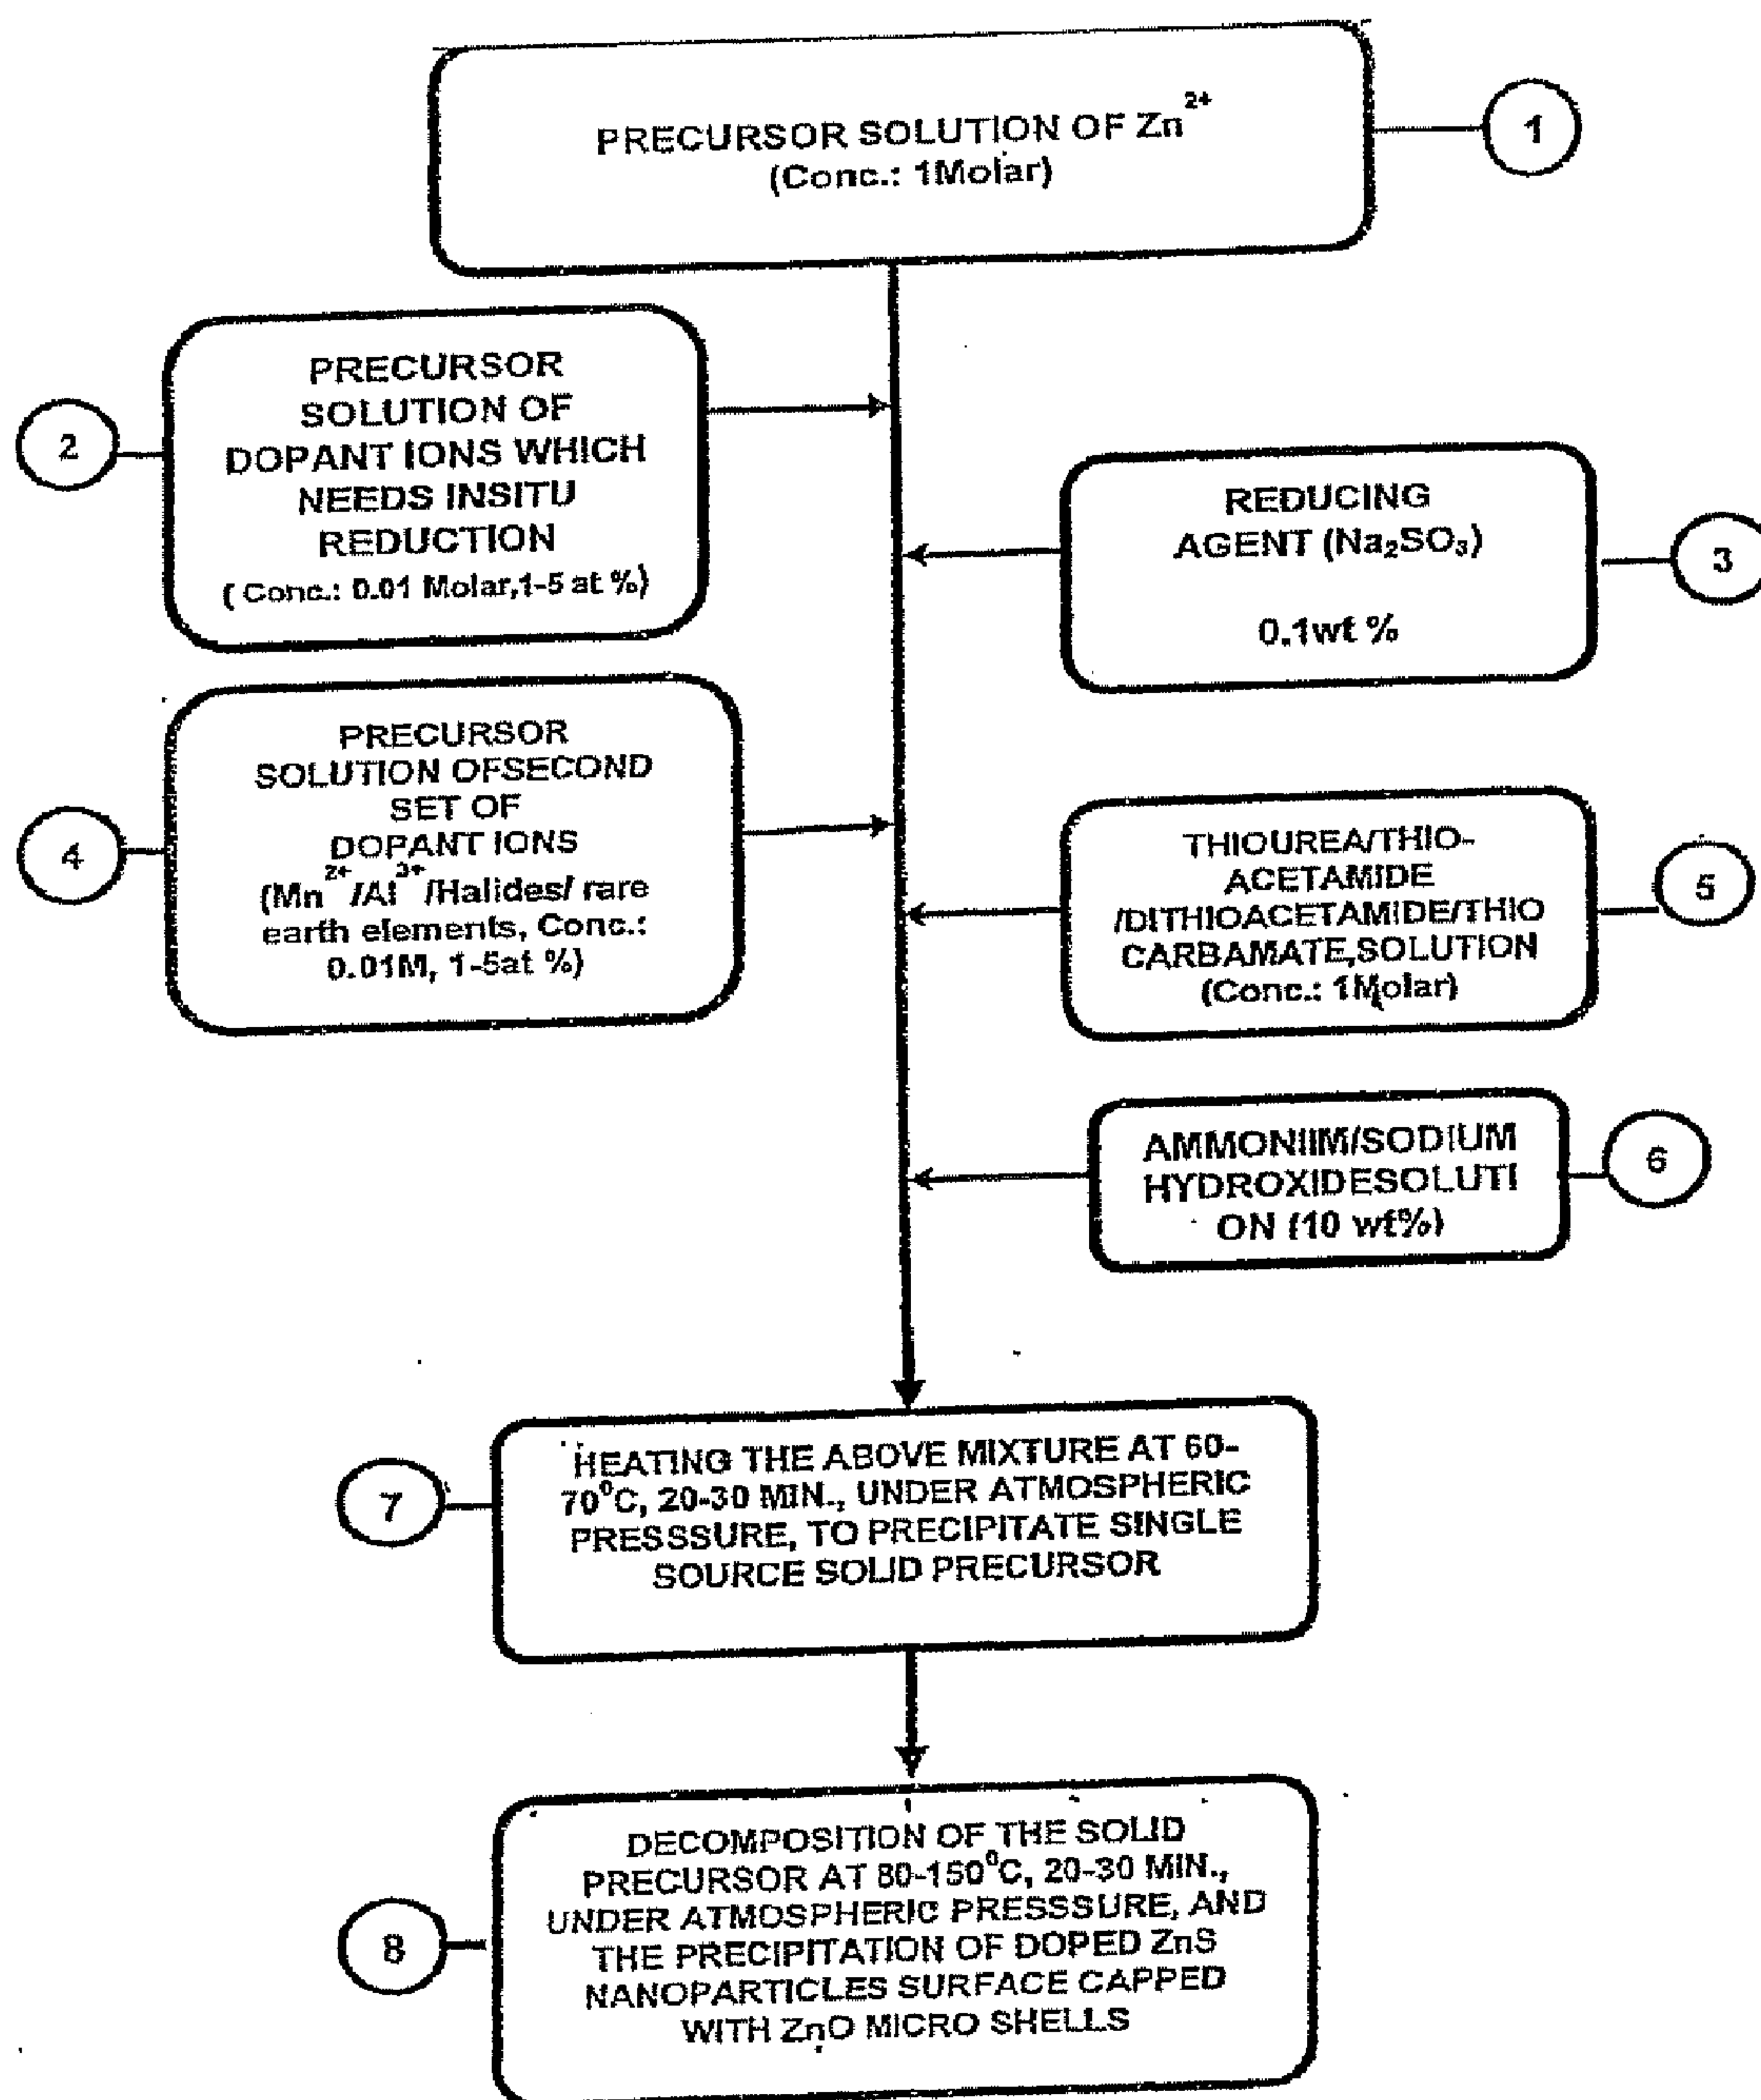 PRECURSOR SOLUTION OF Zn2+
(Conc.: 1Molar)
1
PRECURSOR
SOLUTION OF
DOPANT IONS WHICH
NEEDS INSITU
REDUCTION
( Conc.: 0.01 Molar,1-5 at %)
2
REDUCING
AGENT (Na₂SO₃)
0.1wt %
3
PRECURSOR
SOLUTION OFSECOND
SET OF
DOPANT IONS
(Mn2+/Al3+/Halides/ rare
earth elements, Conc.:
0.01M, 1-5at %)
4
THIOUREA/THIO-
ACETAMIDE
/DITHIOACETAMIDE/THIO
CARBAMATE,SOLUTION
(Conc.: 1Molar)
5
AMMONIIM/SODIUM
HYDROXIDESOLUTI
ON (10 wt%)
6
HEATING THE ABOVE MIXTURE AT 60-
70⁰C, 20-30 MIN., UNDER ATMOSPHERIC
PRESSSURE, TO PRECIPITATE SINGLE
SOURCE SOLID PRECURSOR
7
DECOMPOSITION OF THE SOLID
PRECURSOR AT 80-150⁰C, 20-30 MIN.,
UNDER ATMOSPHERIC PRESSSURE, AND
THE PRECIPITATION OF DOPED ZnS
NANOPARTICLES SURFACE CAPPED
WITH ZnO MICRO SHELLS
8